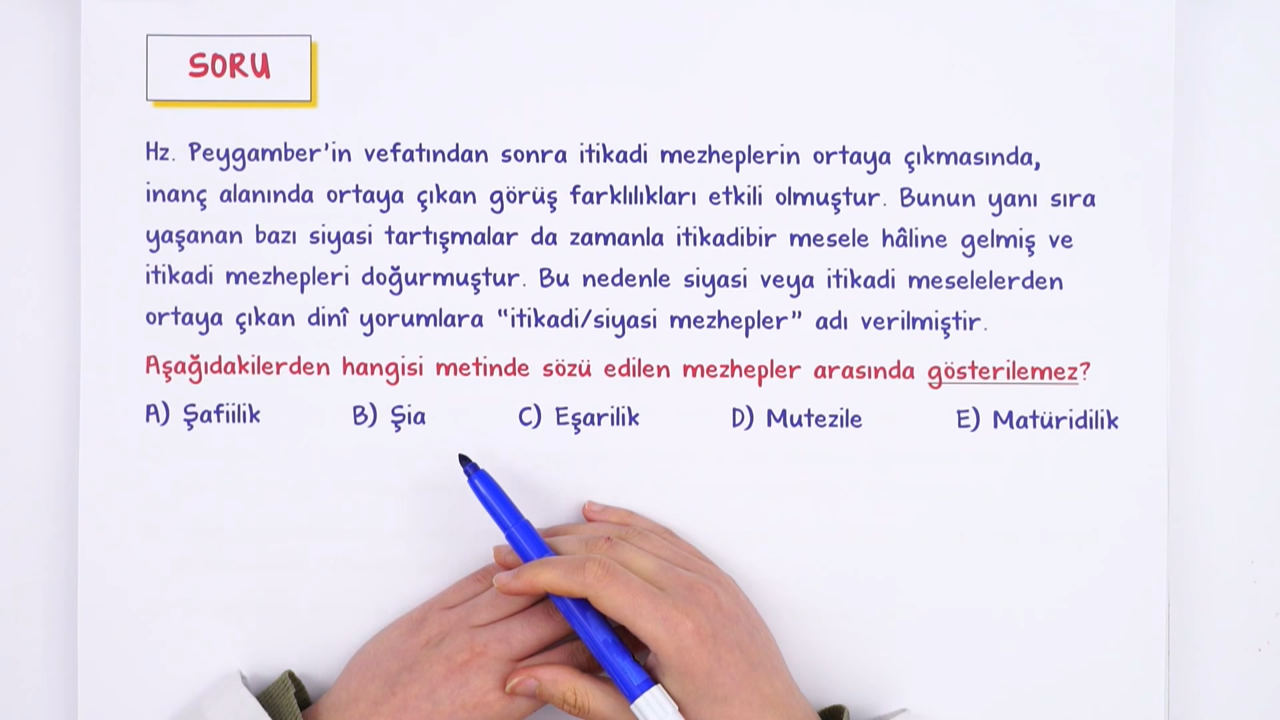 SORU
Hz. Peygamber'in vefatından sonra itikadi mezheplerin ortaya çıkmasında,
inanç alanında ortaya çıkan görüş farklılıkları etkili olmuştur. Bunun yanı sıra
yaşanan bazı siyasi tartışmalar da zamanla itikadibir mesele hâline gelmiş ve
itikadi mezhepleri doğurmuştur. Bu nedenle siyasi veya itikadi meselelerden
ortaya çıkan dinî yorumlara "itikadi/siyasi mezhepler" adı verilmiştir.
Aşağıdakilerden hangisi metinde sözü edilen mezhepler arasında gösterilemez?
A) Şafiilik B) Şia C) Eşarilik D) Mutezile E) Matüridilik